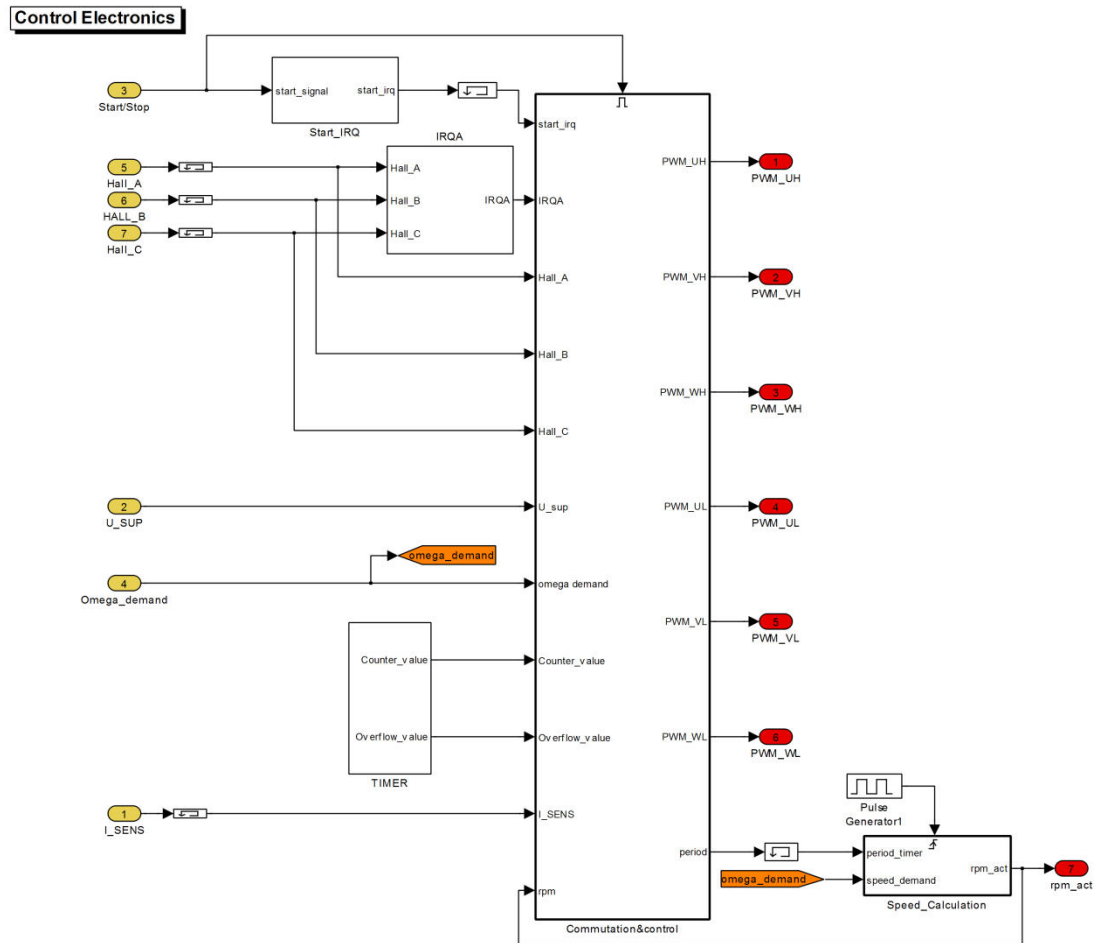 Control Electronics
3
Start/Stop
start_signal
start_irq
Start_IRQ
start_irq
IRQA
5
Hall_A
Hall_A
6
HALL_B
Hall_B
IRQA
IRQA
7
Hall_C
Hall_C
Hall_A
Hall_B
Hall_C
2
U_SUP
U_sup
omega_demand
4
Omega_demand
omega demand
Counter_value
Counter_value
Overflow_value
Overflow_value
TIMER
1
I_SENS
I_SENS
rpm
PWM_UH
1
PWM_UH
PWM_VH
2
PWM_VH
PWM_WH
3
PWM_WH
PWM_UL
4
PWM_UL
PWM_VL
5
PWM_VL
PWM_WL
6
PWM_WL
period
Commutation&control
Pulse
Generator1
omega_demand
period_timer
speed_demand
rpm_act
Speed_Calculation
7
rpm_act